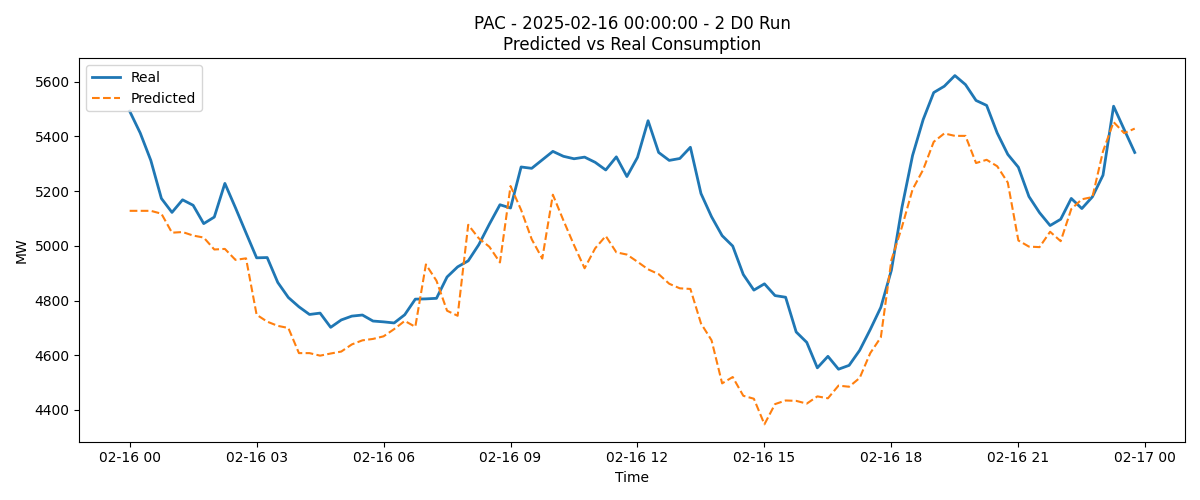 PAC - 2025-02-16 00:00:00 - 2 D0 Run
Predicted vs Real Consumption
Real
Predicted
MW
5600
5400
5200
5000
4800
4600
4400
02-16 00
02-16 03
02-16 06
02-16 09
02-16 12
02-16 15
02-16 18
02-16 21
02-17 00
Time